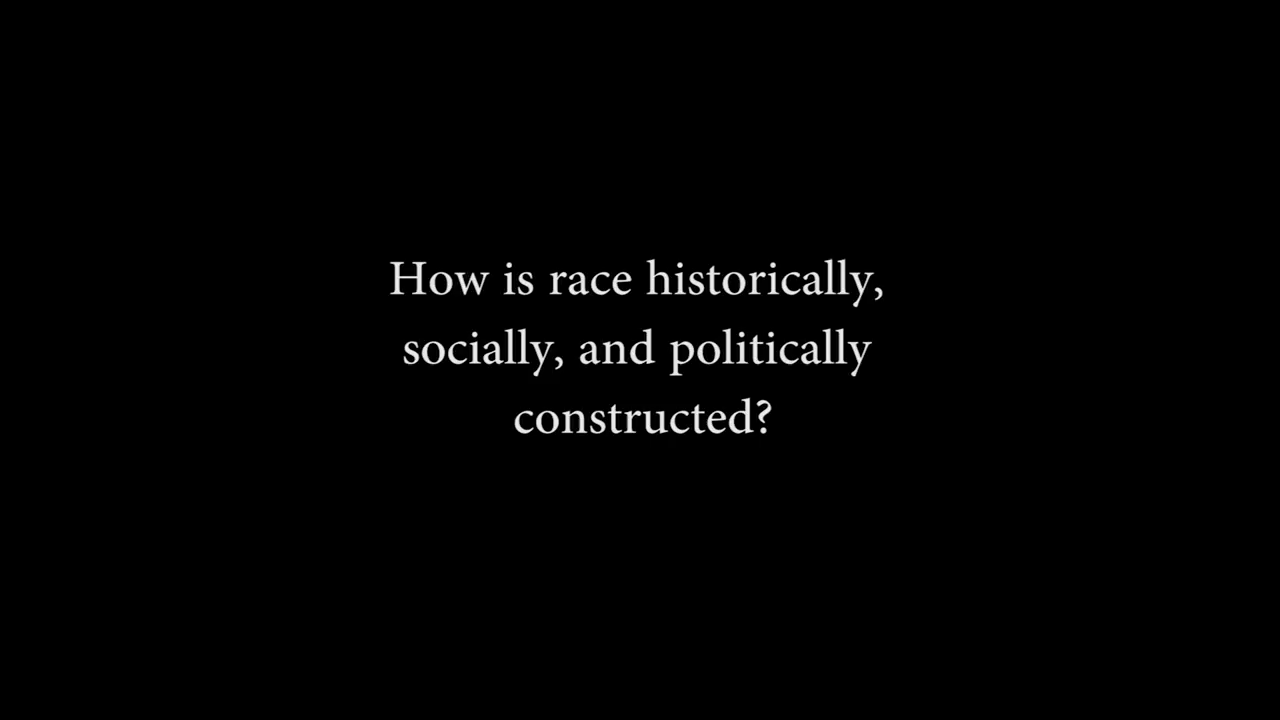 How is race historically,
socially, and politically
constructed?